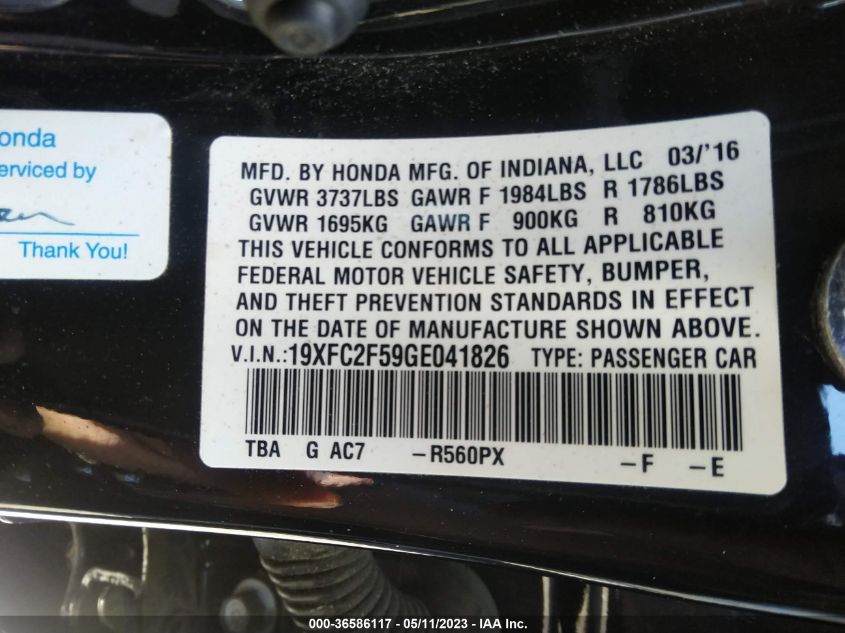 onda
erviced by
Thank You!
MFD. BY HONDA MFG. OF INDIANA, LLC 03/'16
GVWR 3737LBS GAWR F 1984LBS R 1786LBS
GVWR 1695KG GAWR F 900KG R 810KG
THIS VEHICLE CONFORMS TO ALL APPLICABLE
FEDERAL MOTOR VEHICLE SAFETY, BUMPER,
AND THEFT PREVENTION STANDARDS IN EFFECT
ON THE DATE OF MANUFACTURE SHOWN ABOVE.
V.I.N.:19XFC2F59GE041826 TYPE: PASSENGER CAR
TBA G AC7 -R560PX -F -E
000-36586117 - 05/11/2023 - IAA Inc.